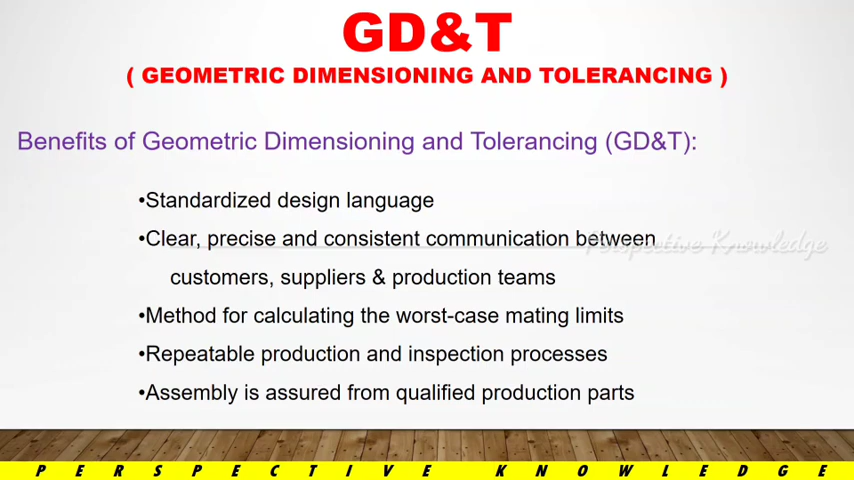 GD&T
( GEOMETRIC DIMENSIONING AND TOLERANCING )
Benefits of Geometric Dimensioning and Tolerancing (GD&T):
•Standardized design language
•Clear, precise and consistent communication between
customers, suppliers & production teams
Perspective Knowledge
•Method for calculating the worst-case mating limits
•Repeatable production and inspection processes
•Assembly is assured from qualified production parts
PERSPECTIVE KNOWLEDGE